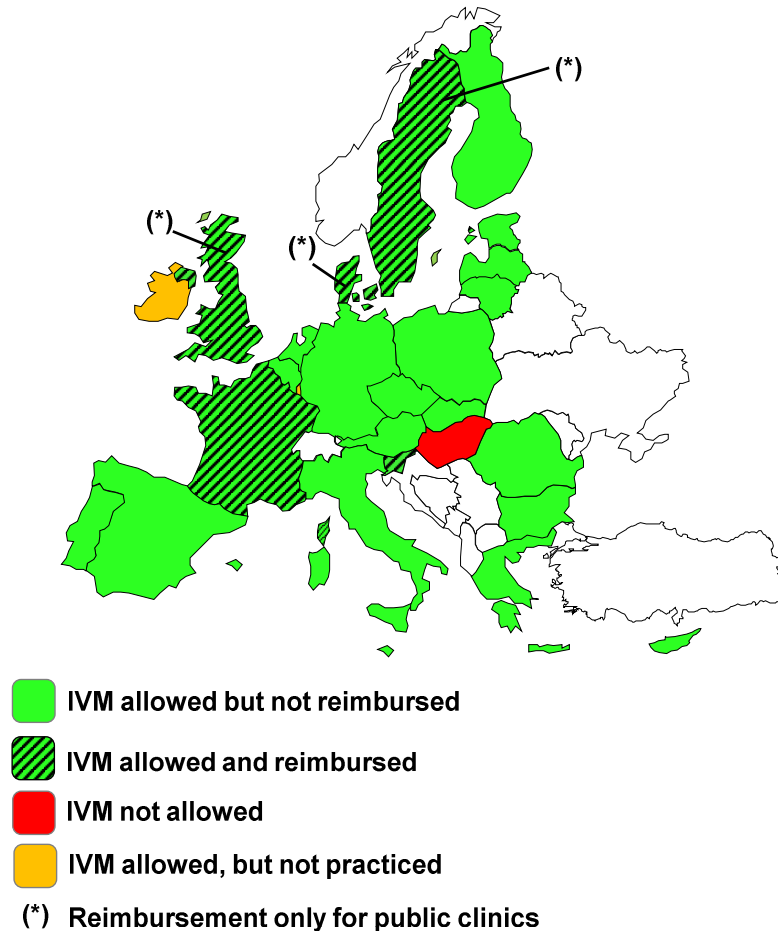 (*)
(*)
(*)
IVM allowed but not reimbursed
IVM allowed and reimbursed
IVM not allowed
IVM allowed, but not practiced
(*) Reimbursement only for public clinics